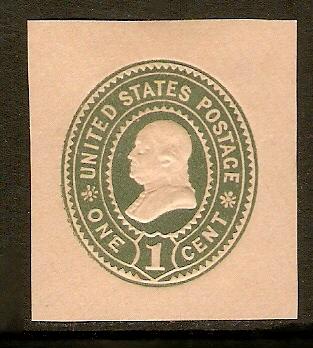 UNITED STATES POSTAGE
ONE 1 CENT